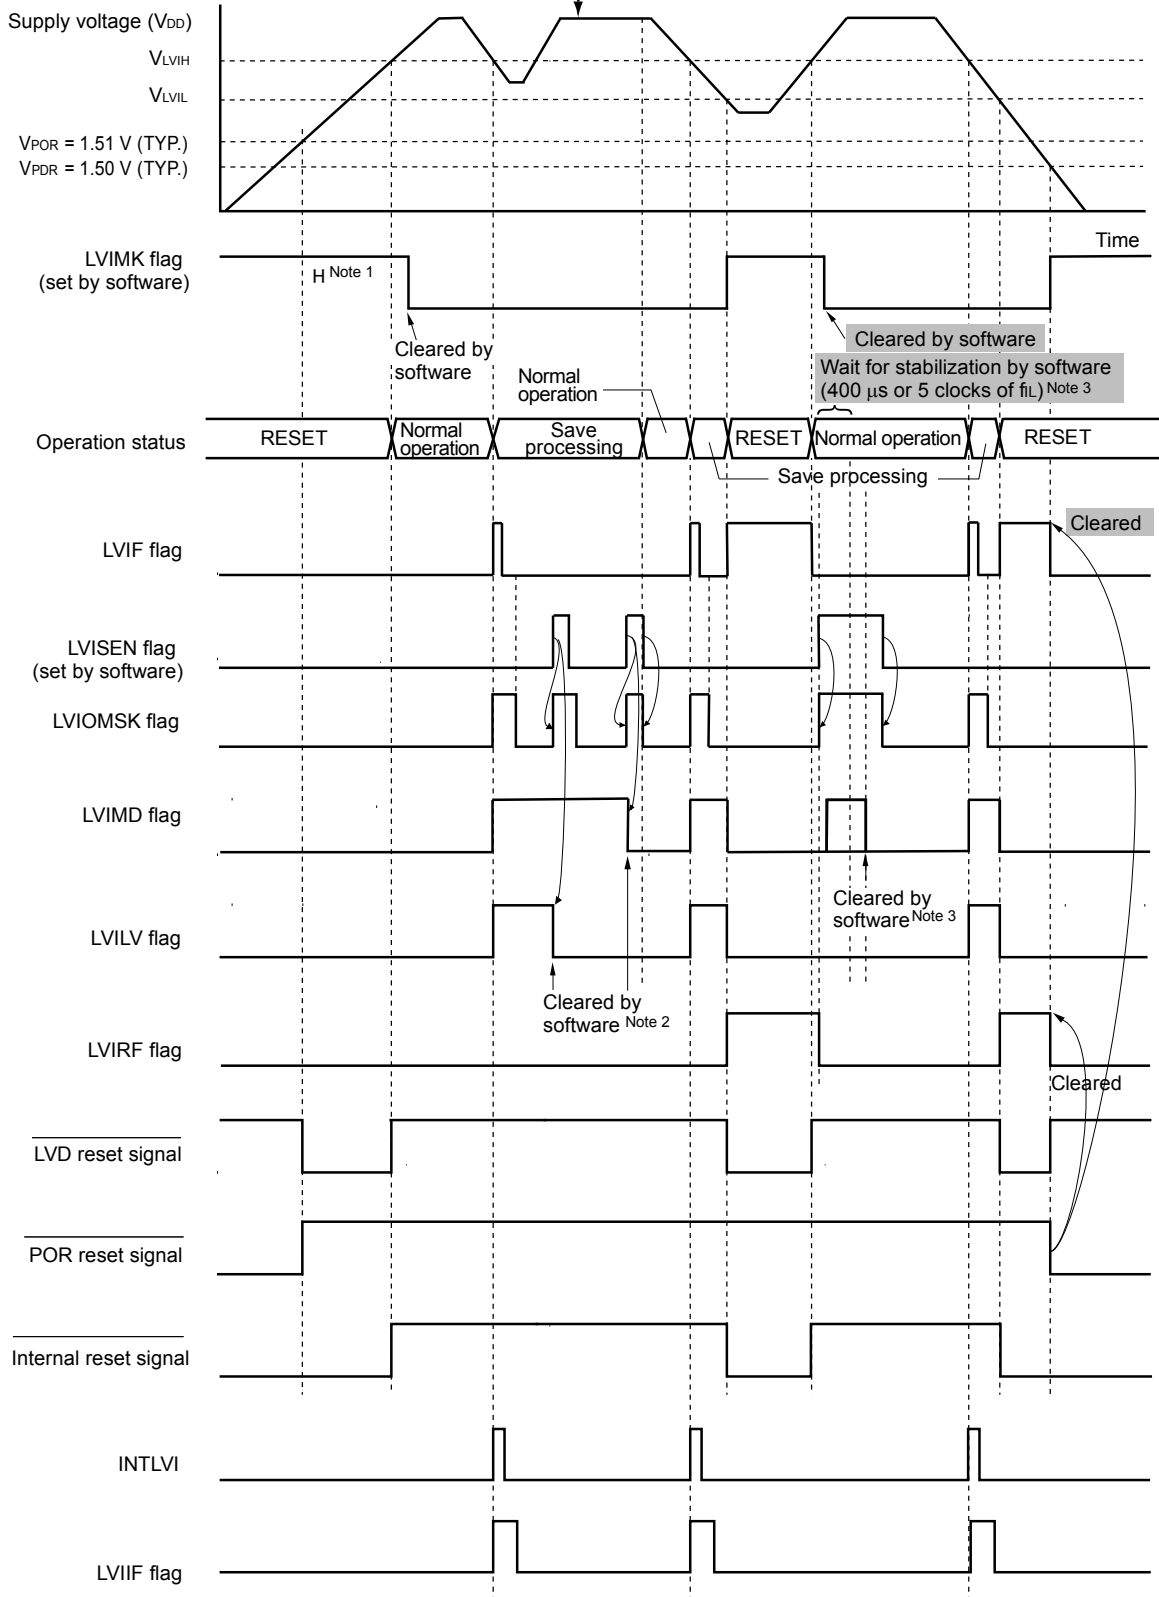 Supply voltage (VDD)
VLVIH
VLVIL
VPOR = 1.51 V (TYP.)
VPDR = 1.50 V (TYP.)
Time
LVIMK flag
(set by software)
H Note 1
Cleared by
software
Cleared by software
Wait for stabilization by software
(400 μs or 5 clocks of fIL) Note 3
Normal
operation
Operation status
RESET
Normal
operation
Save
processing
RESET
Normal operation
RESET
Save processing
LVIF flag
Cleared
LVISEN flag
(set by software)
LVIOMSK flag
LVIMD flag
Cleared by
software Note 3
LVILV flag
Cleared by
software Note 2
LVIRF flag
Cleared
LVD reset signal
POR reset signal
Internal reset signal
INTLVI
LVIIF flag